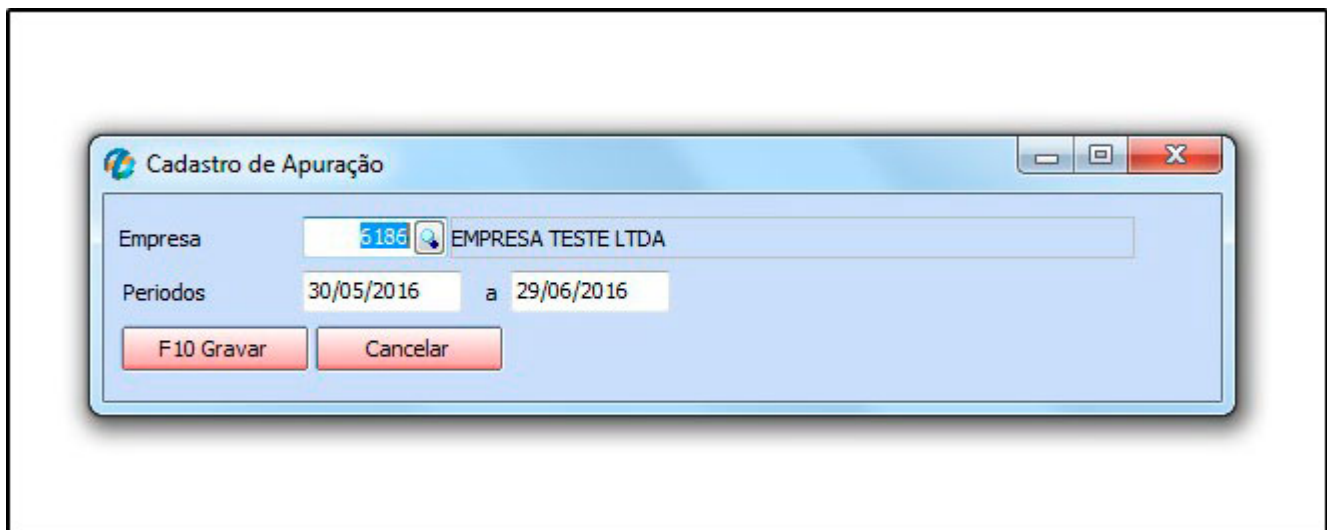 Cadastro de Apuração
Empresa 6186 EMPRESA TESTE LTDA
Periodos 30/05/2016 a 29/06/2016
F10 Gravar Cancelar